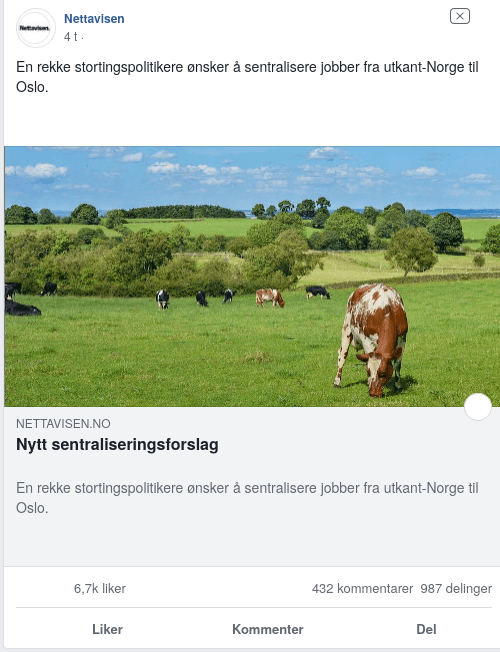 Nettavisen.
Nettavisen
4 t ·
En rekke stortingspolitikere ønsker å sentralisere jobber fra utkant-Norge til
Oslo.
NETTAVISEN.NO
Nytt sentraliseringsforslag
En rekke stortingspolitikere ønsker å sentralisere jobber fra utkant-Norge til
Oslo.
6,7k liker 432 kommentarer 987 delinger
Liker Kommenter Del